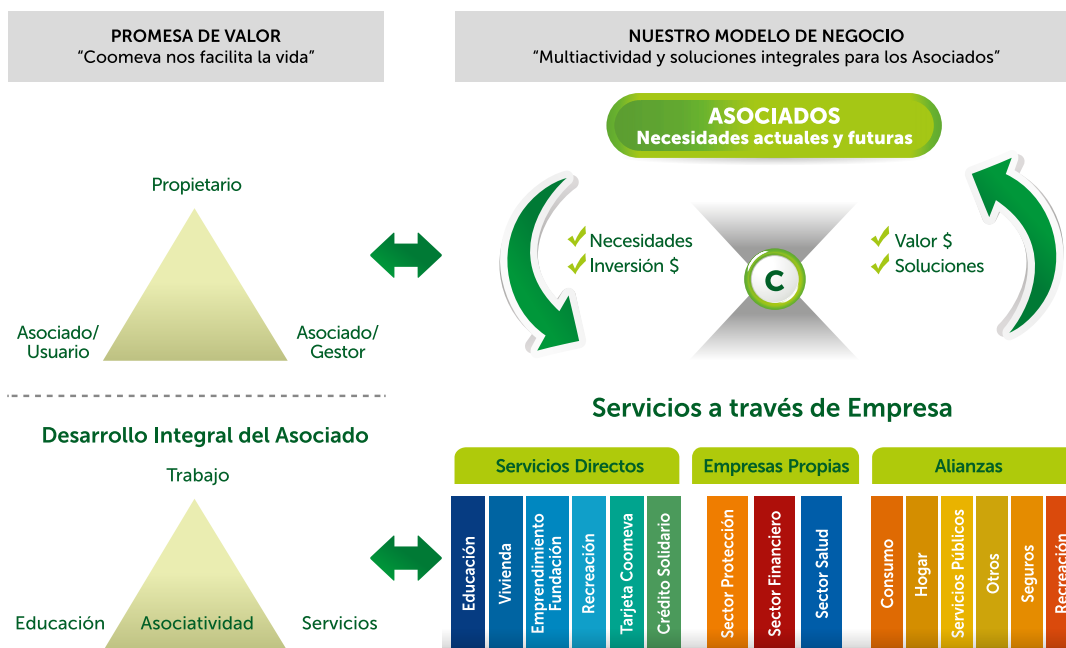 PROMESA DE VALOR
“Coomeva nos facilita la vida”
Propietario
Asociado/
Usuario
Asociado/
Gestor
Desarrollo Integral del Asociado
Trabajo
Educación
Asociatividad
Servicios
NUESTRO MODELO DE NEGOCIO
“Multiactividad y soluciones integrales para los Asociados”
ASOCIADOS
Necesidades actuales y futuras
Necesidades
Inversión $
C
Valor $
Soluciones
Servicios a través de Empresa
Servicios Directos
Educación
Vivienda
Emprendimiento
Fundación
Recreación
Tarjeta Coomeva
Crédito Solidario
Empresas Propias
Sector Protección
Sector Financiero
Sector Salud
Alianzas
Consumo
Hogar
Servicios Públicos
Otros
Seguros
Recreación